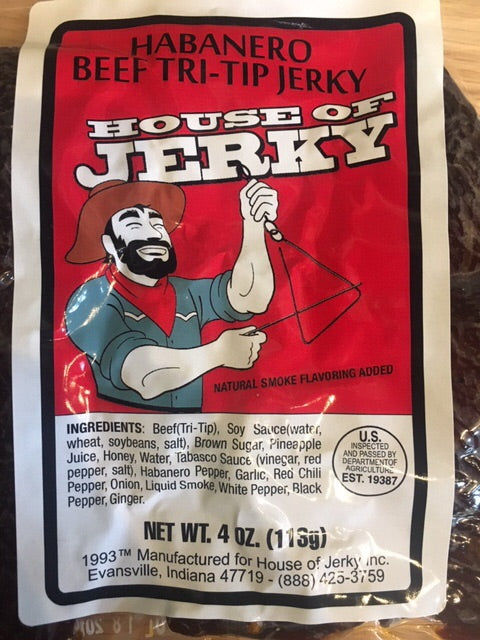 HABANERO
BEEF TRI-TIP JERKY
HOUSE OF
JERKY
NATURAL SMOKE FLAVORING ADDED
INGREDIENTS: Beef(Tri-Tip), Soy Sauce(water,
wheat, soybeans, salt), Brown Sugar, Pineapple
Juice, Honey, Water, Tabasco Sauce (vinegar, red
pepper, salt), Habanero Pepper, Garlic, Red Chili
Pepper, Onion, Liquid Smoke, White Pepper, Black
Pepper, Ginger.
U.S.
INSPECTED
AND PASSED BY
DEPARTMENT OF
AGRICULTURE
EST. 19387
NET WT. 4 OZ. (113g)
1993™ Manufactured for House of Jerky Inc.
Evansville, Indiana 47719 - (888) 425-3759